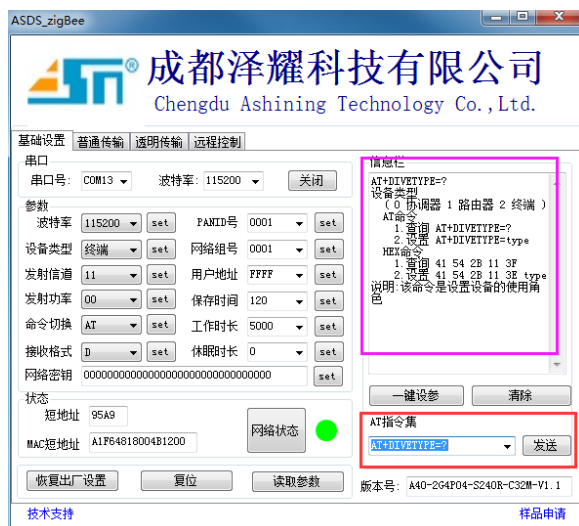 ASDS_zigBee
成都泽耀科技有限公司
Chengdu Ashining Technology Co.,Ltd.
基础设置 普通传输 透明传输 远程控制
串口
串口号: COM13 波特率: 115200 关闭
参数
波特率 115200 set PANID号 0001 set
设备类型 终端 set 网络组号 0001 set
发射信道 11 set 用户地址 FFFF set
发射功率 00 set 保存时间 120 set
命令切换 AT set 工作时长 5000 set
接收格式 D set 休眠时长 0 set
网络密钥 00000000000000000000000000000000 set
状态
短地址 95A9
MAC短地址 A1F64818004B1200
网络状态
恢复出厂设置 复位 读取参数
信息栏
AT+DIVETYPE=?
设备类型
( 0 协调器 1 路由器 2 终端 )
AT命令
1.查询 AT+DIVETYPE=?
2.设置 AT+DIVETYPE=type
HEX命令
1.查询 41 54 2B 11 3F
2.设置 41 54 2B 11 3E type
说明:该命令是设置设备的使用角
色
一键设参 清除
AT指令集
AT+DIVETYPE=? 发送
版本号: A40-2G4P04-S240R-C32M-V1.1
技术支持 样品申请